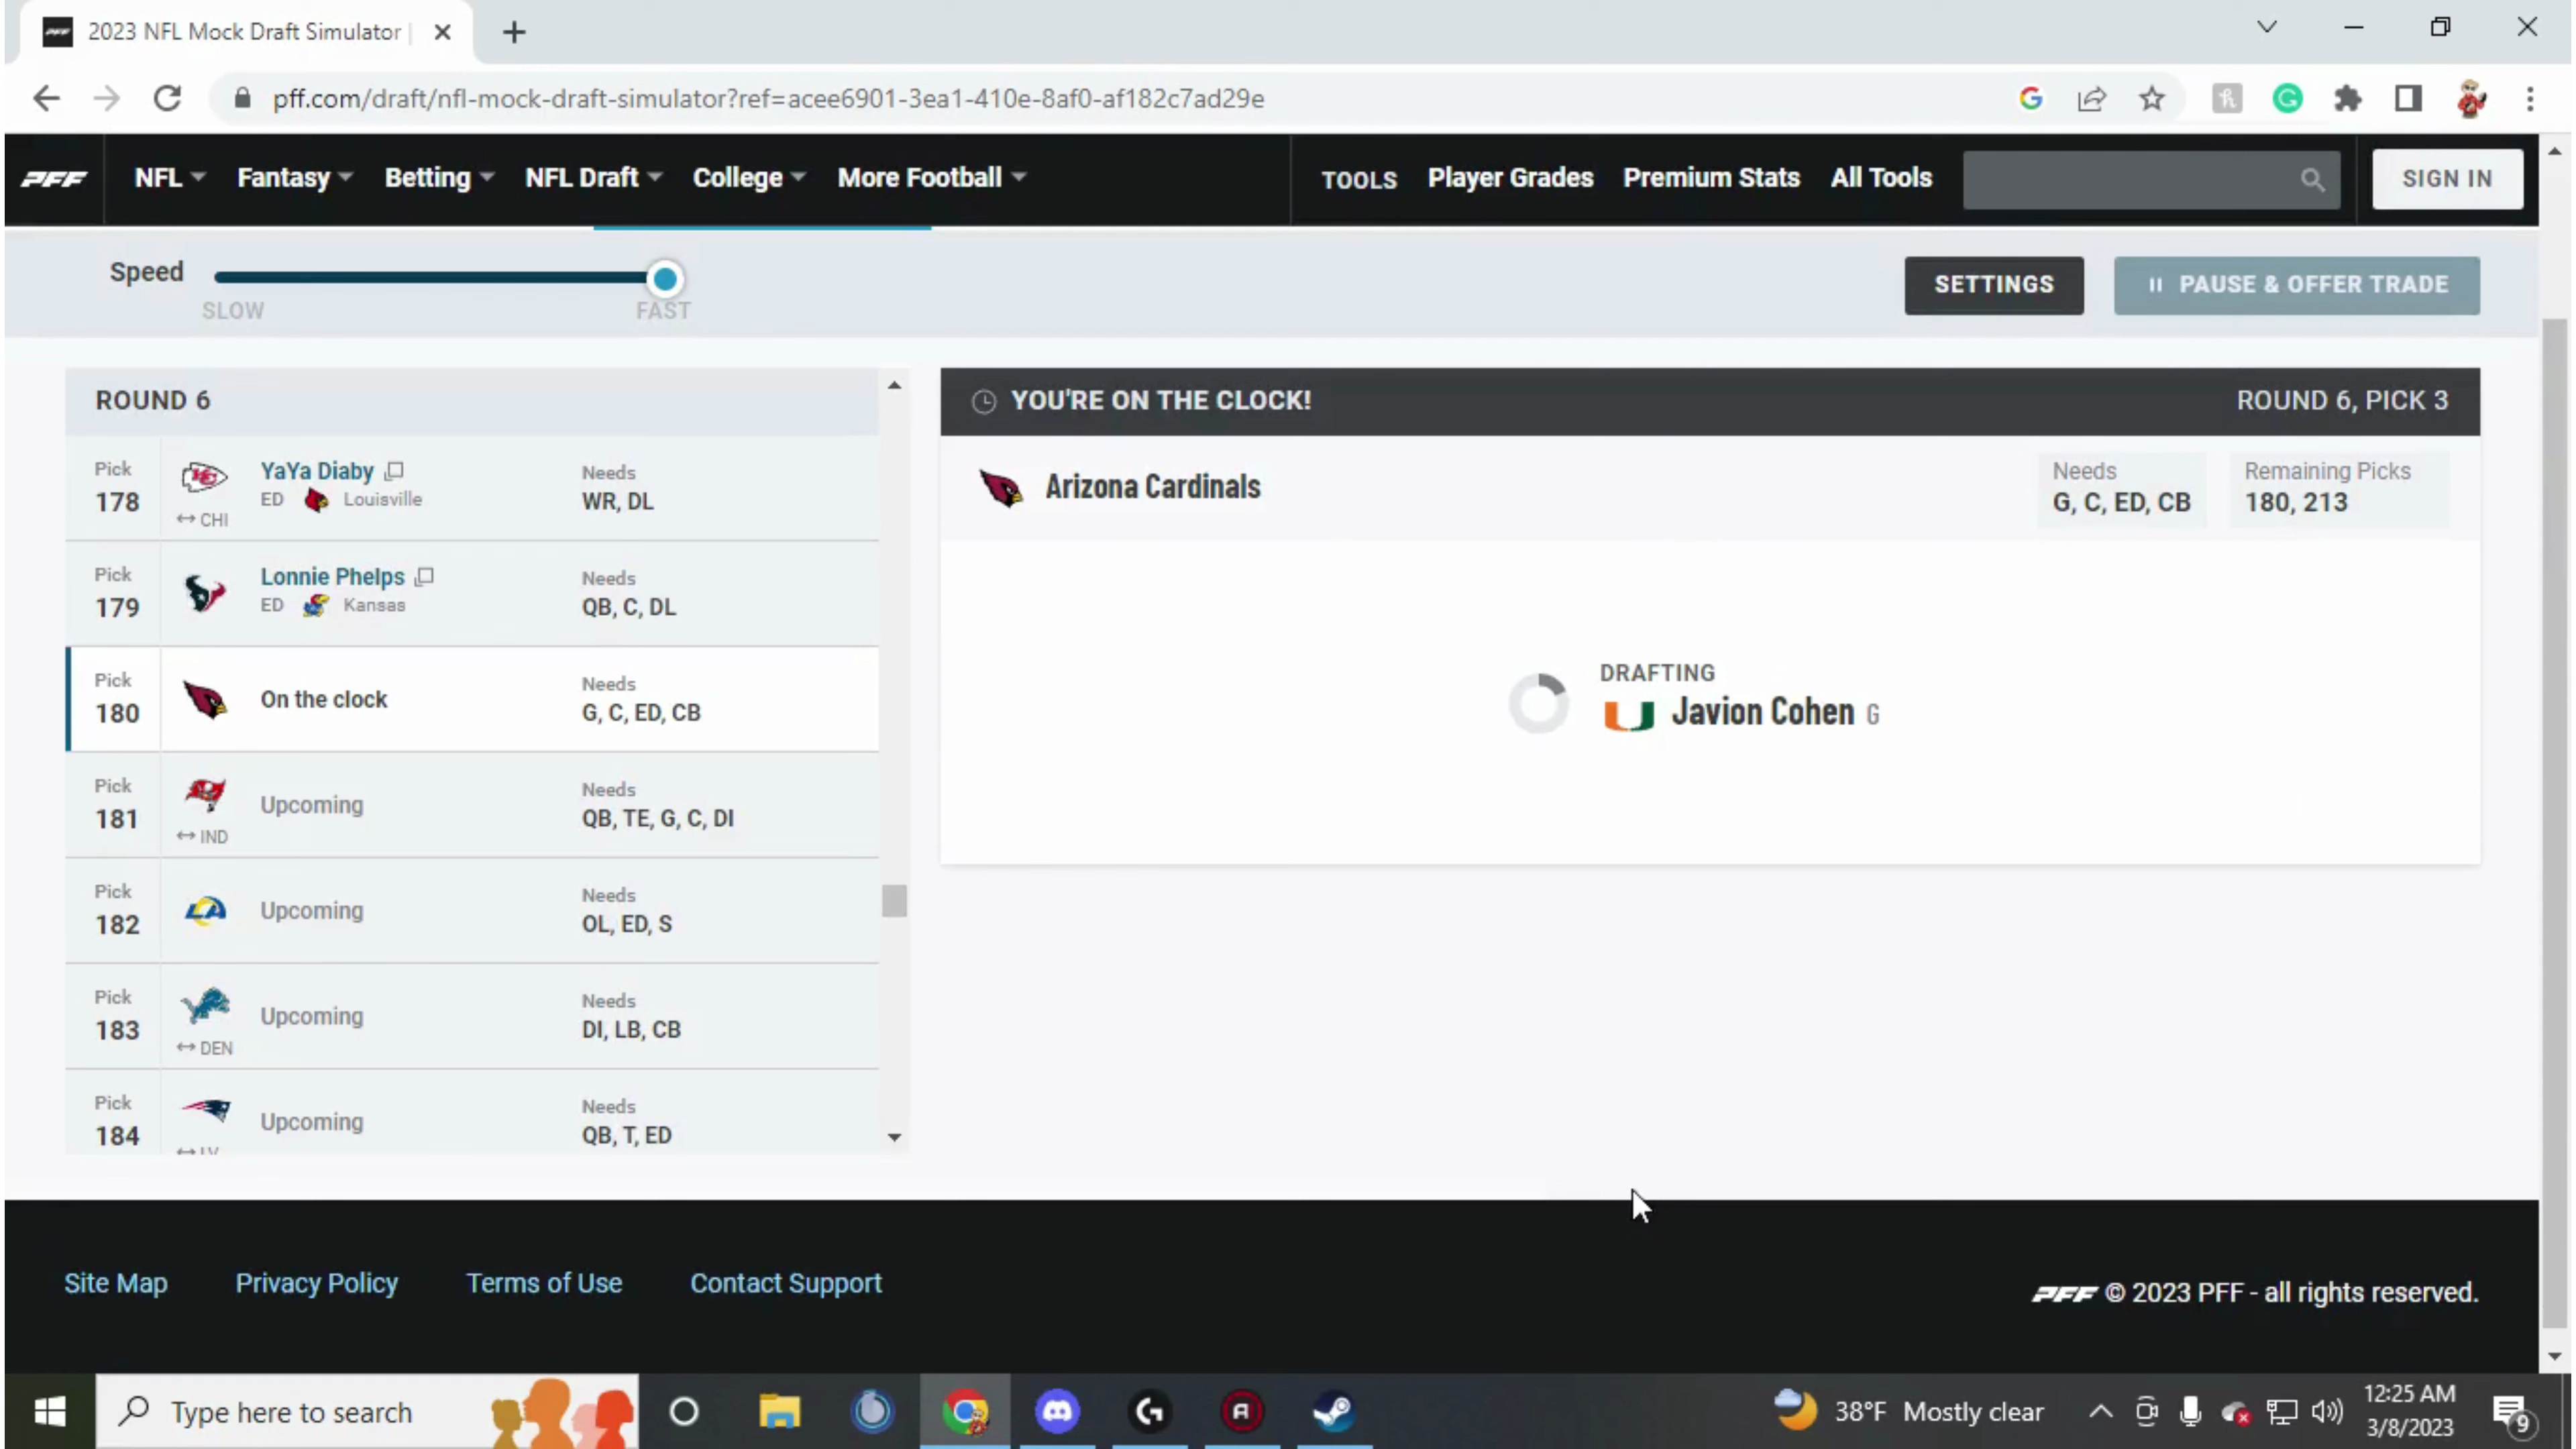 2023 NFL Mock Draft Simulator |
pff.com/draft/nfl-mock-draft-simulator?ref=acee6901-3ea1-410e-8af0-af182c7ad29e
PFF NFL Fantasy Betting NFL Draft College More Football TOOLS Player Grades Premium Stats All Tools SIGN IN
Speed
SLOW FAST
SETTINGS
PAUSE & OFFER TRADE
ROUND 6
Pick
178
CHI
YaYa Diaby
ED Louisville
Needs
WR, DL
Pick
179
Lonnie Phelps
ED Kansas
Needs
QB, C, DL
Pick
180
On the clock
Needs
G, C, ED, CB
Pick
181
IND
Upcoming
Needs
QB, TE, G, C, DI
Pick
182
Upcoming
Needs
OL, ED, S
Pick
183
DEN
Upcoming
Needs
DI, LB, CB
Pick
184
LV
Upcoming
Needs
QB, T, ED
YOU'RE ON THE CLOCK! ROUND 6, PICK 3
Arizona Cardinals
Needs
G, C, ED, CB
Remaining Picks
180, 213
DRAFTING
Javion Cohen G
Site Map Privacy Policy Terms of Use Contact Support
PFF © 2023 PFF - all rights reserved.
Type here to search
38°F Mostly clear
12:25 AM
3/8/2023
9